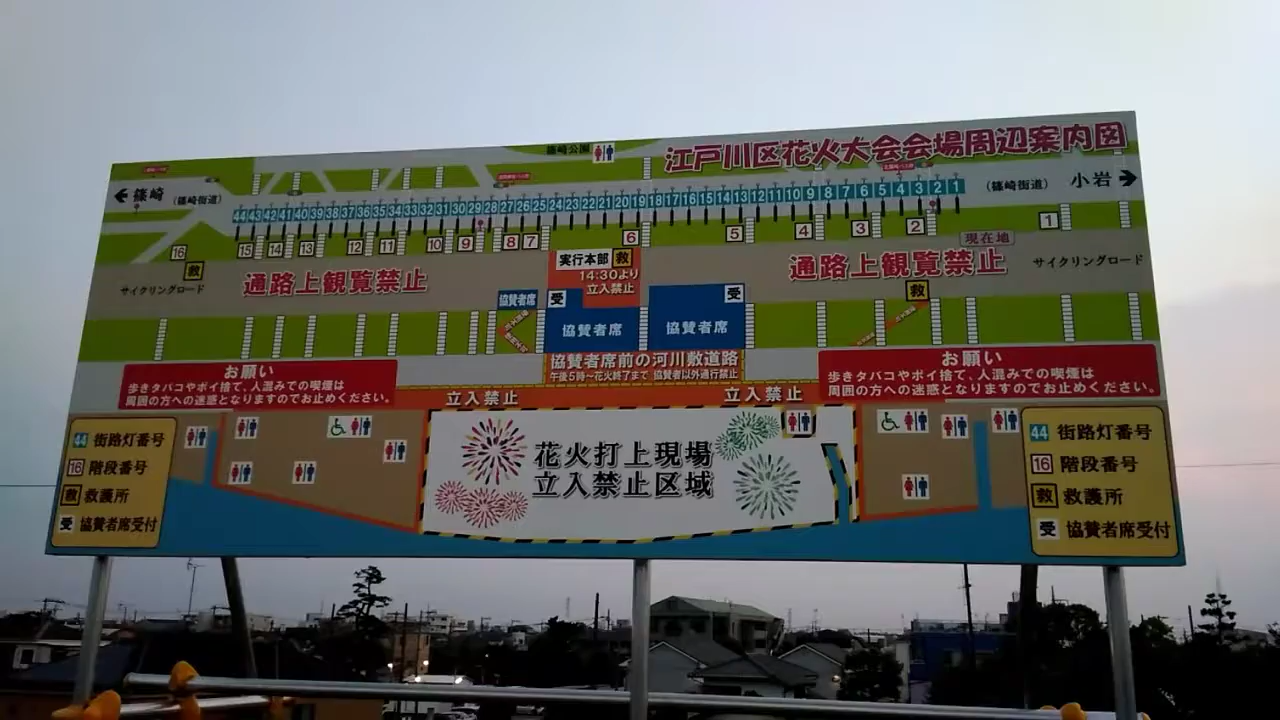 篠崎公園
江戸川区花火大会会場周辺案内図
篠崎 (篠崎街道)
(篠崎街道) 小岩
44 43 42 41 40 39 38 37 36 35 34 33 32 31 30 29 28 27 26 25 24 23 22 21 20 19 18 17 16 15 14 13 12 11 10 9 8 7 6 5 4 3 2 1
16 15 14 13 12 11 10 9 8 7 6 5 4 3 2 1
現在地
救
サイクリングロード
通路上観覧禁止
実行本部 救
14:30より
立入禁止
通路上観覧禁止
サイクリングロード
救
協賛者席
受
協賛者席
受
協賛者席
協賛者席前の河川敷道路
午後5時〜花火終了まで 協賛者以外通行禁止
お願い
歩きタバコやポイ捨て、人混みでの喫煙は
周囲の方への迷惑となりますのでお止めください。
お願い
歩きタバコやポイ捨て、人混みでの喫煙は
周囲の方への迷惑となりますのでお止めください。
立入禁止
立入禁止
花火打上現場
立入禁止区域
44 街路灯番号
16 階段番号
救 救護所
受 協賛者席受付
44 街路灯番号
16 階段番号
救 救護所
受 協賛者席受付